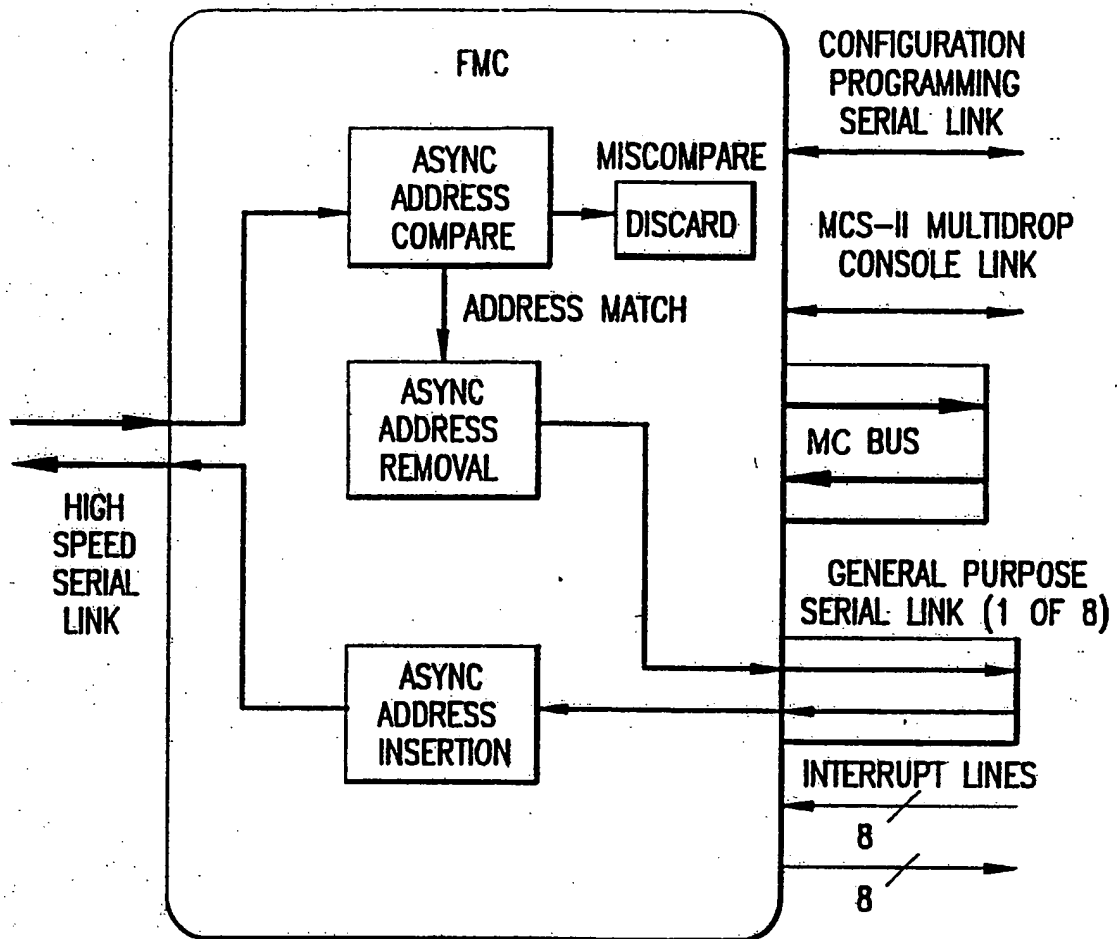 FMC
CONFIGURATION
PROGRAMMING
SERIAL LINK
ASYNC
ADDRESS
COMPARE
MISCOMPARE
DISCARD
MCS-II MULTIDROP
CONSOLE LINK
ADDRESS MATCH
ASYNC
ADDRESS
REMOVAL
MC BUS
HIGH
SPEED
SERIAL
LINK
GENERAL PURPOSE
SERIAL LINK (1 OF 8)
ASYNC
ADDRESS
INSERTION
INTERRUPT LINES
8
8